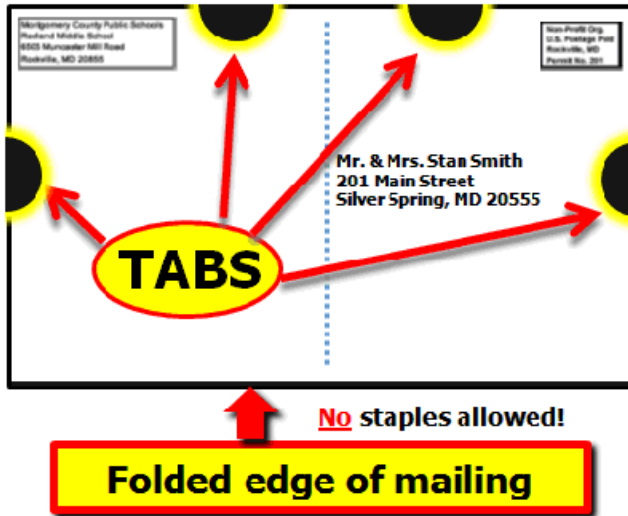 Montgomery County Public Schools
Redland Middle School
6505 Muncaster Mill Road
Rockville, MD 20855
Non-Profit Org.
U.S. Postage Paid
Rockville, MD
Permit No. 201
Mr. & Mrs. Stan Smith
201 Main Street
Silver Spring, MD 20555
TABS
No staples allowed!
Folded edge of mailing